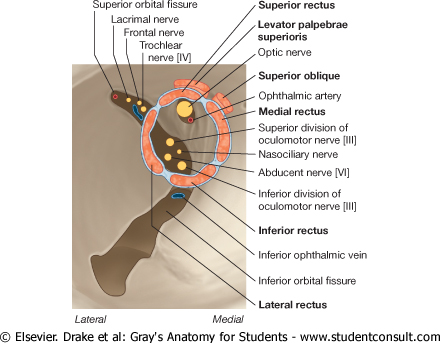 Superior orbital fissure
Lacrimal nerve
Frontal nerve
Trochlear
nerve [IV]
Superior rectus
Levator palpebrae
superioris
Optic nerve
Superior oblique
Ophthalmic artery
Medial rectus
Superior division of
oculomotor nerve [III]
Nasociliary nerve
Abducent nerve [VI]
Inferior division of
oculomotor nerve [III]
Inferior rectus
Inferior ophthalmic vein
Inferior orbital fissure
Lateral rectus
Lateral
Medial
© Elsevier. Drake et al: Gray's Anatomy for Students - www.studentconsult.com